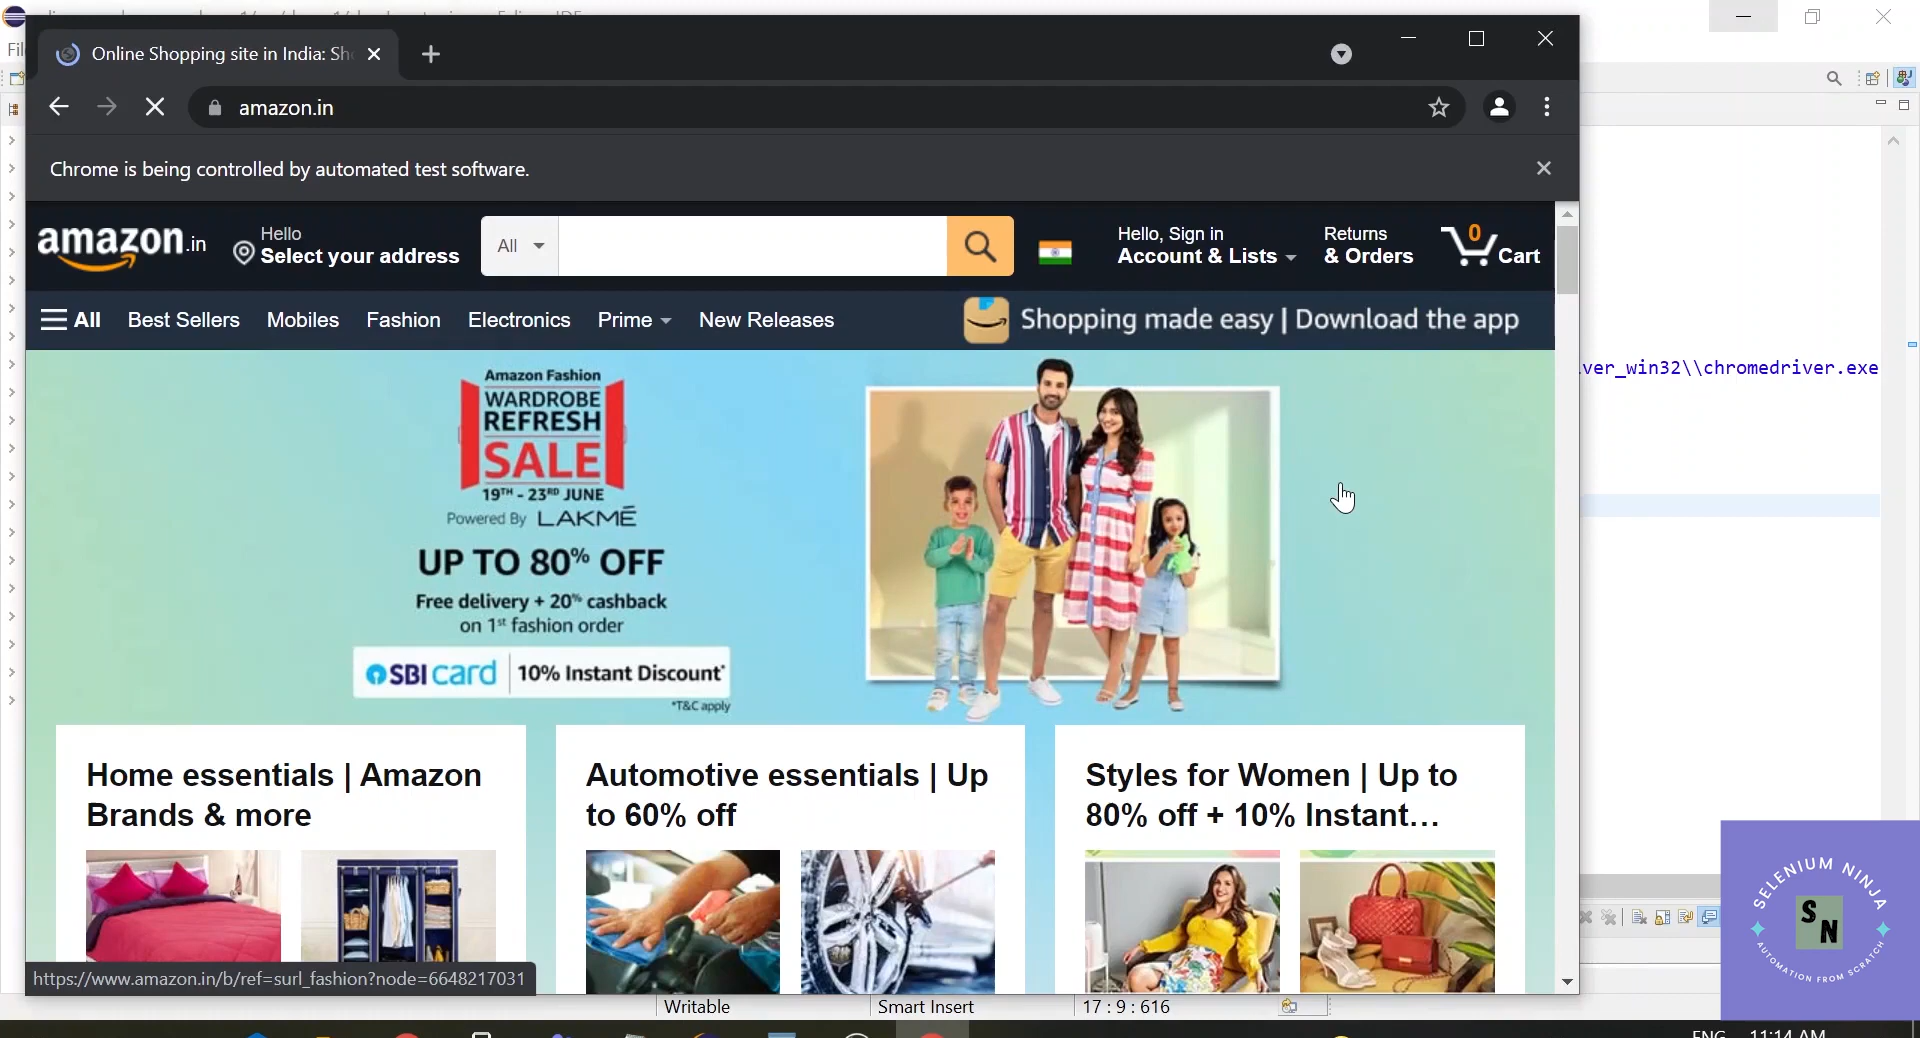 Online Shopping site in India: Sh
amazon.in
Chrome is being controlled by automated test software.
amazon.in
Hello
Select your address
All
Hello, Sign in
Account & Lists
Returns
& Orders
0
Cart
All
Best Sellers
Mobiles
Fashion
Electronics
Prime
New Releases
Shopping made easy | Download the app
.ver_win32\\chromedriver.exe
Amazon Fashion
WARDROBE
REFRESH
SALE
19TH - 23RD JUNE
Powered By LAKMÉ
UP TO 80% OFF
Free delivery + 20% cashback
on 1st fashion order
SBI card
10% Instant Discount*
*T&C apply
Home essentials | Amazon
Brands & more
Automotive essentials | Up
to 60% off
Styles for Women | Up to
80% off + 10% Instant…
SELENIUM NINJA
SN
AUTOMATION FROM SCRATCH
https://www.amazon.in/b/ref=surl_fashion?node=6648217031
Writable
Smart Insert
17 : 9 : 616
ENG
11:14 AM